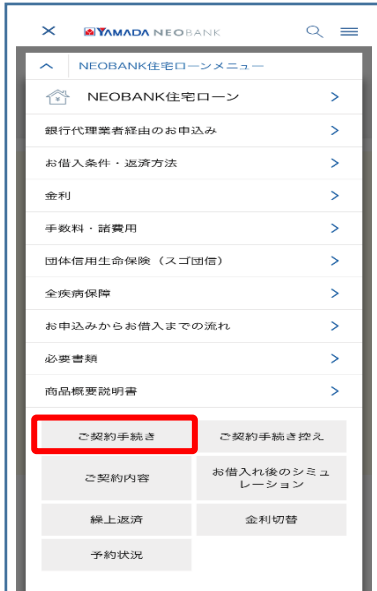 YAMADA NEOBANK
NEOBANK住宅ローンメニュー
NEOBANK住宅ローン
銀行代理業者経由のお申込み
お借入条件・返済方法
金利
手数料・諸費用
団体信用生命保険（スゴ団信）
全疾病保障
お申込みからお借入までの流れ
必要書類
商品概要説明書
ご契約手続き
ご契約手続き控え
ご契約内容
お借入れ後のシミュ
レーション
繰上返済
金利切替
予約状況